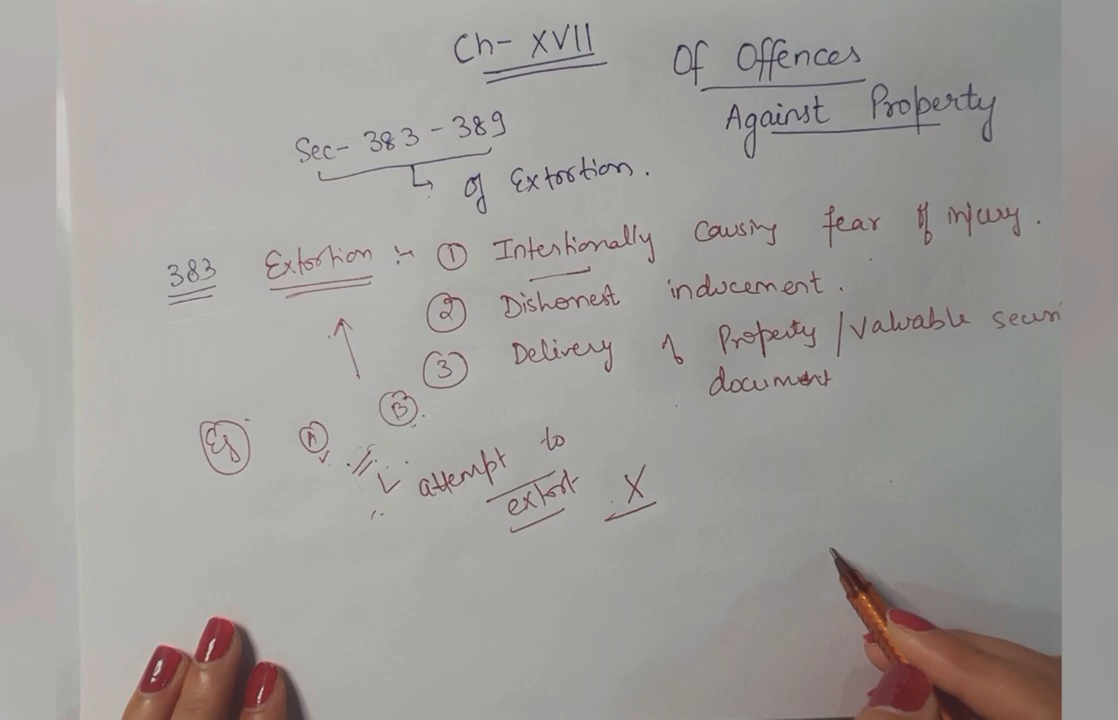 Ch- XVII
Of Offences
Against Property
Sec- 383 - 389
↳ of Extortion.
383 Extortion :- ① Intentionally causing fear of injury.
② Dishonest inducement.
③ Delivery of Property / Valuable secur
document
Eg A B.
attempt to
extort X